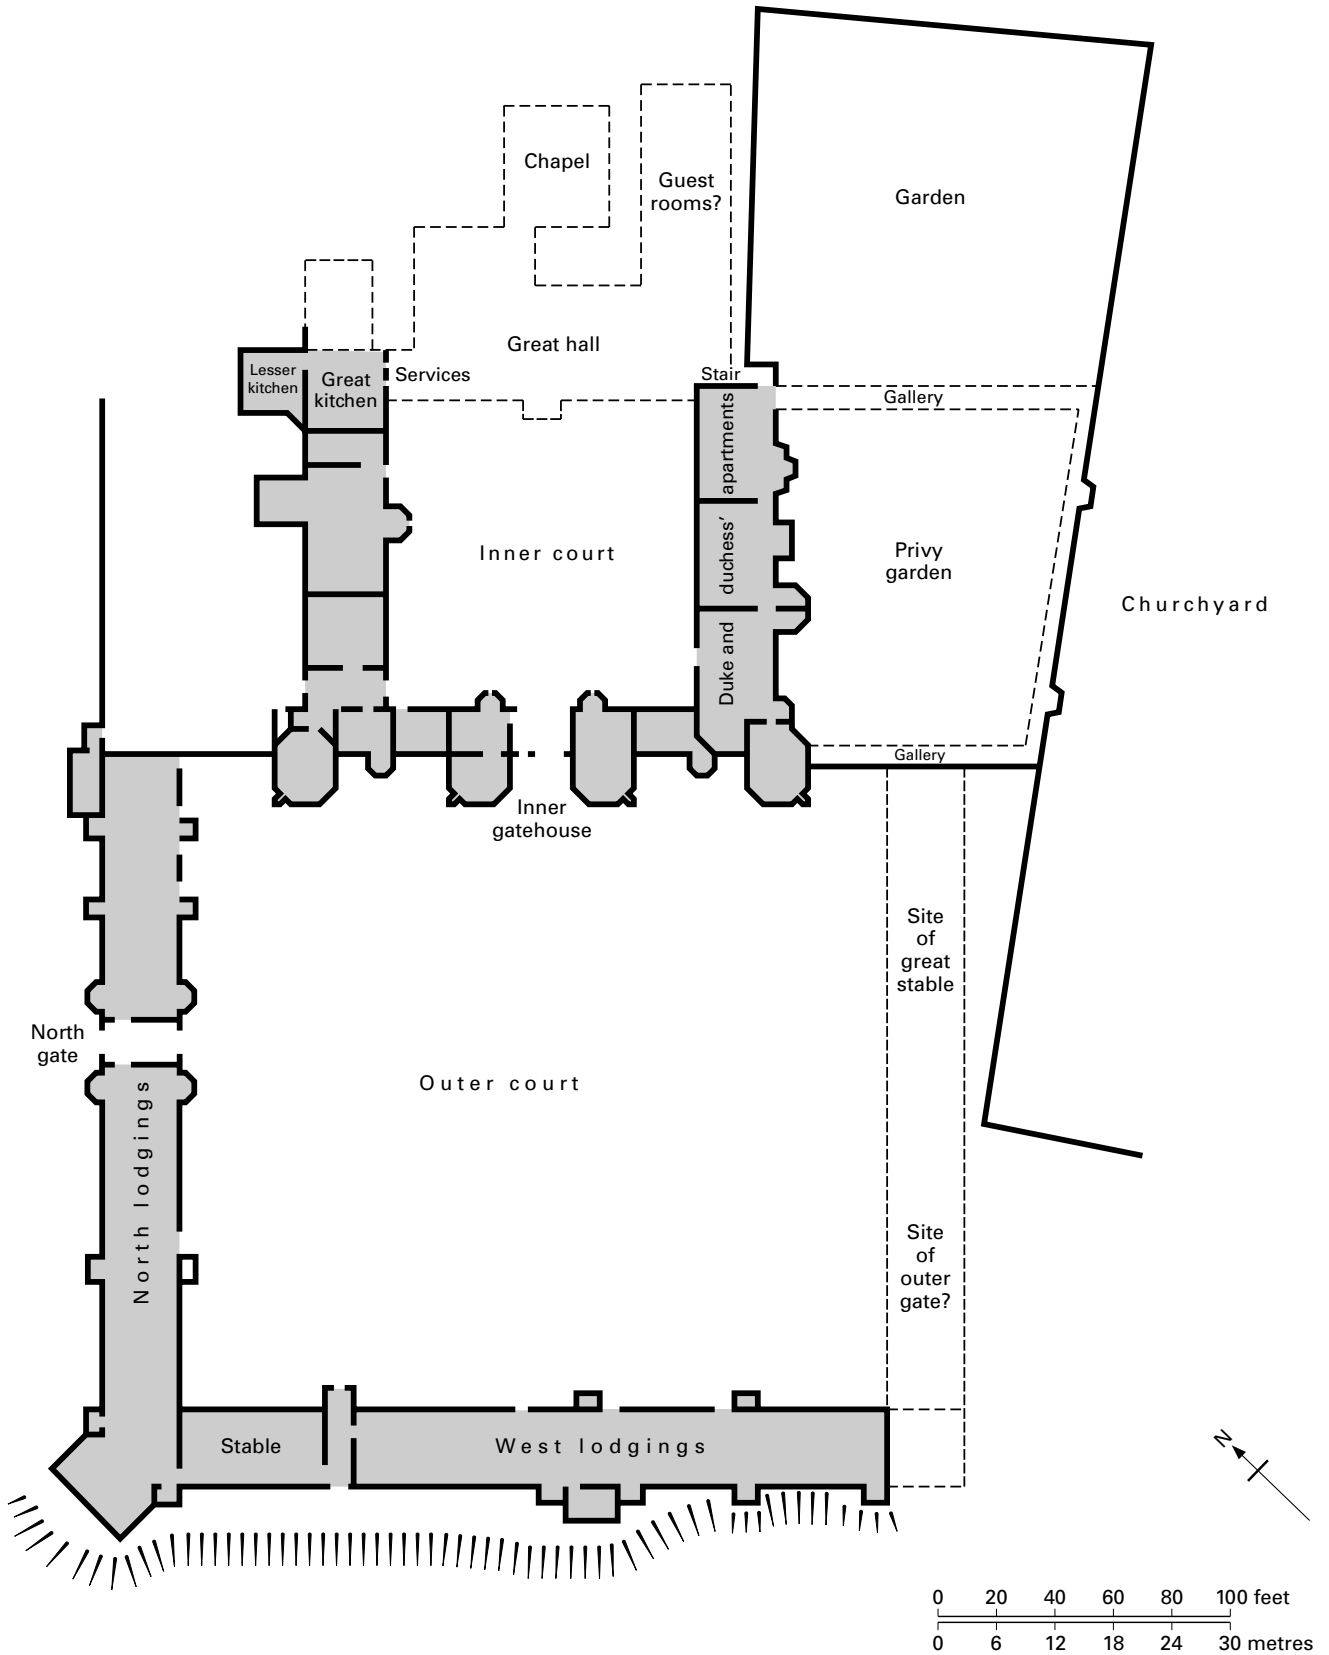 Chapel
Guest
rooms?
Garden
Great hall
Lesser
kitchen
Great
kitchen
Services
Stair
Gallery
Duke and duchess’ apartments
Inner court
Privy
garden
Churchyard
Gallery
Inner
gatehouse
Site
of
great
stable
North
gate
Outer court
North lodgings
Site
of
outer
gate?
Stable
West lodgings
N
0 20 40 60 80 100 feet
0 6 12 18 24 30 metres